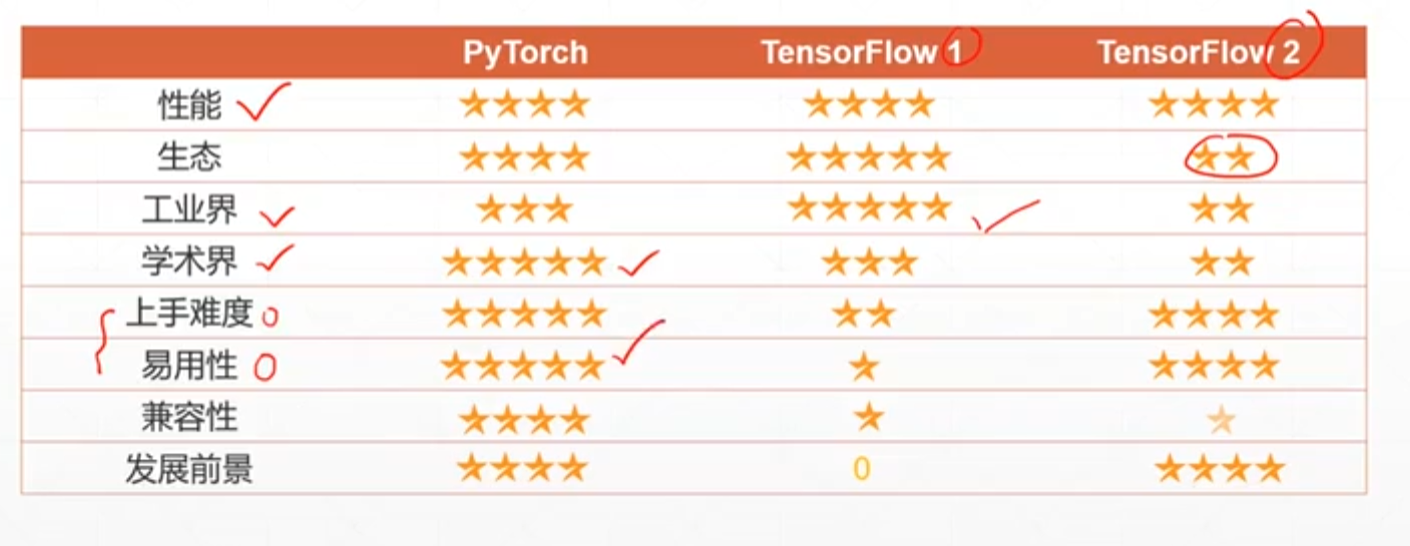 PyTorch TensorFlow 1 TensorFlow 2
性能 ★★★★ ★★★★ ★★★★
生态 ★★★★ ★★★★★ ★★
工业界 ★★★ ★★★★★ ★★
学术界 ★★★★★ ★★★ ★★
上手难度 ★★★★★ ★★ ★★★★
易用性 ★★★★★ ★ ★★★★
兼容性 ★★★★ ★ ★
发展前景 ★★★★ 0 ★★★★